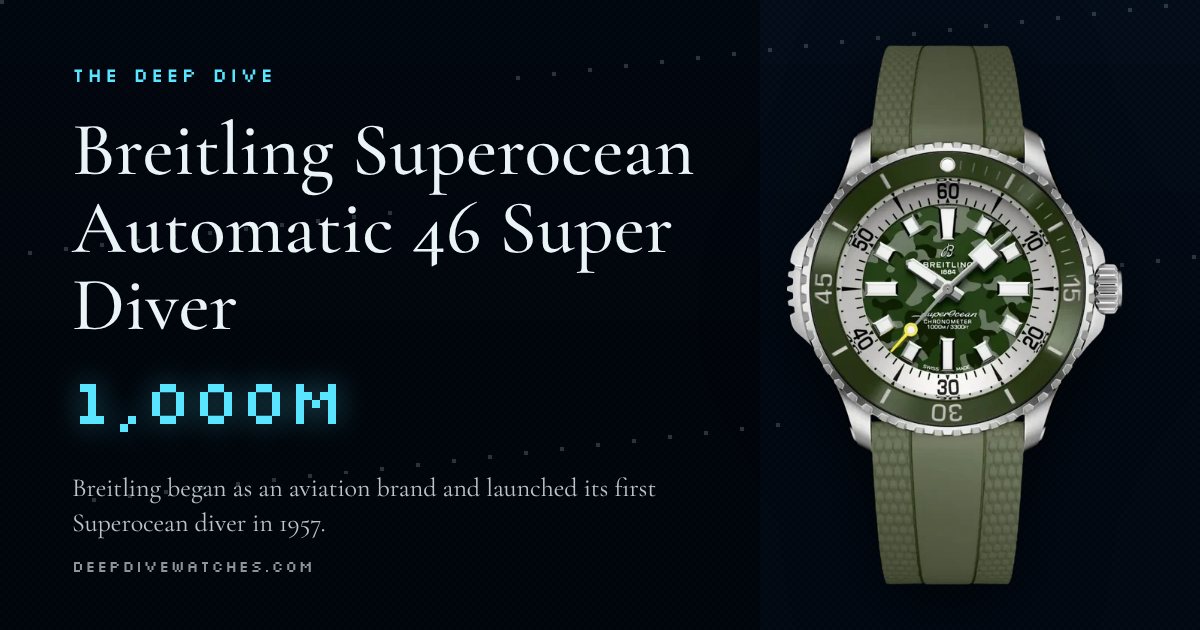 THE DEEP DIVE
Breitling Superocean
Automatic 46 Super
Diver
1,000M
Breitling began as an aviation brand and launched its first
Superocean diver in 1957.
DEEPDIVEWATCHES.COM
60
10
15
20
30
30
40
45
50
BREITLING
1884
superocean
CHRONOMETER
1000M / 3300FT
SWISS MADE